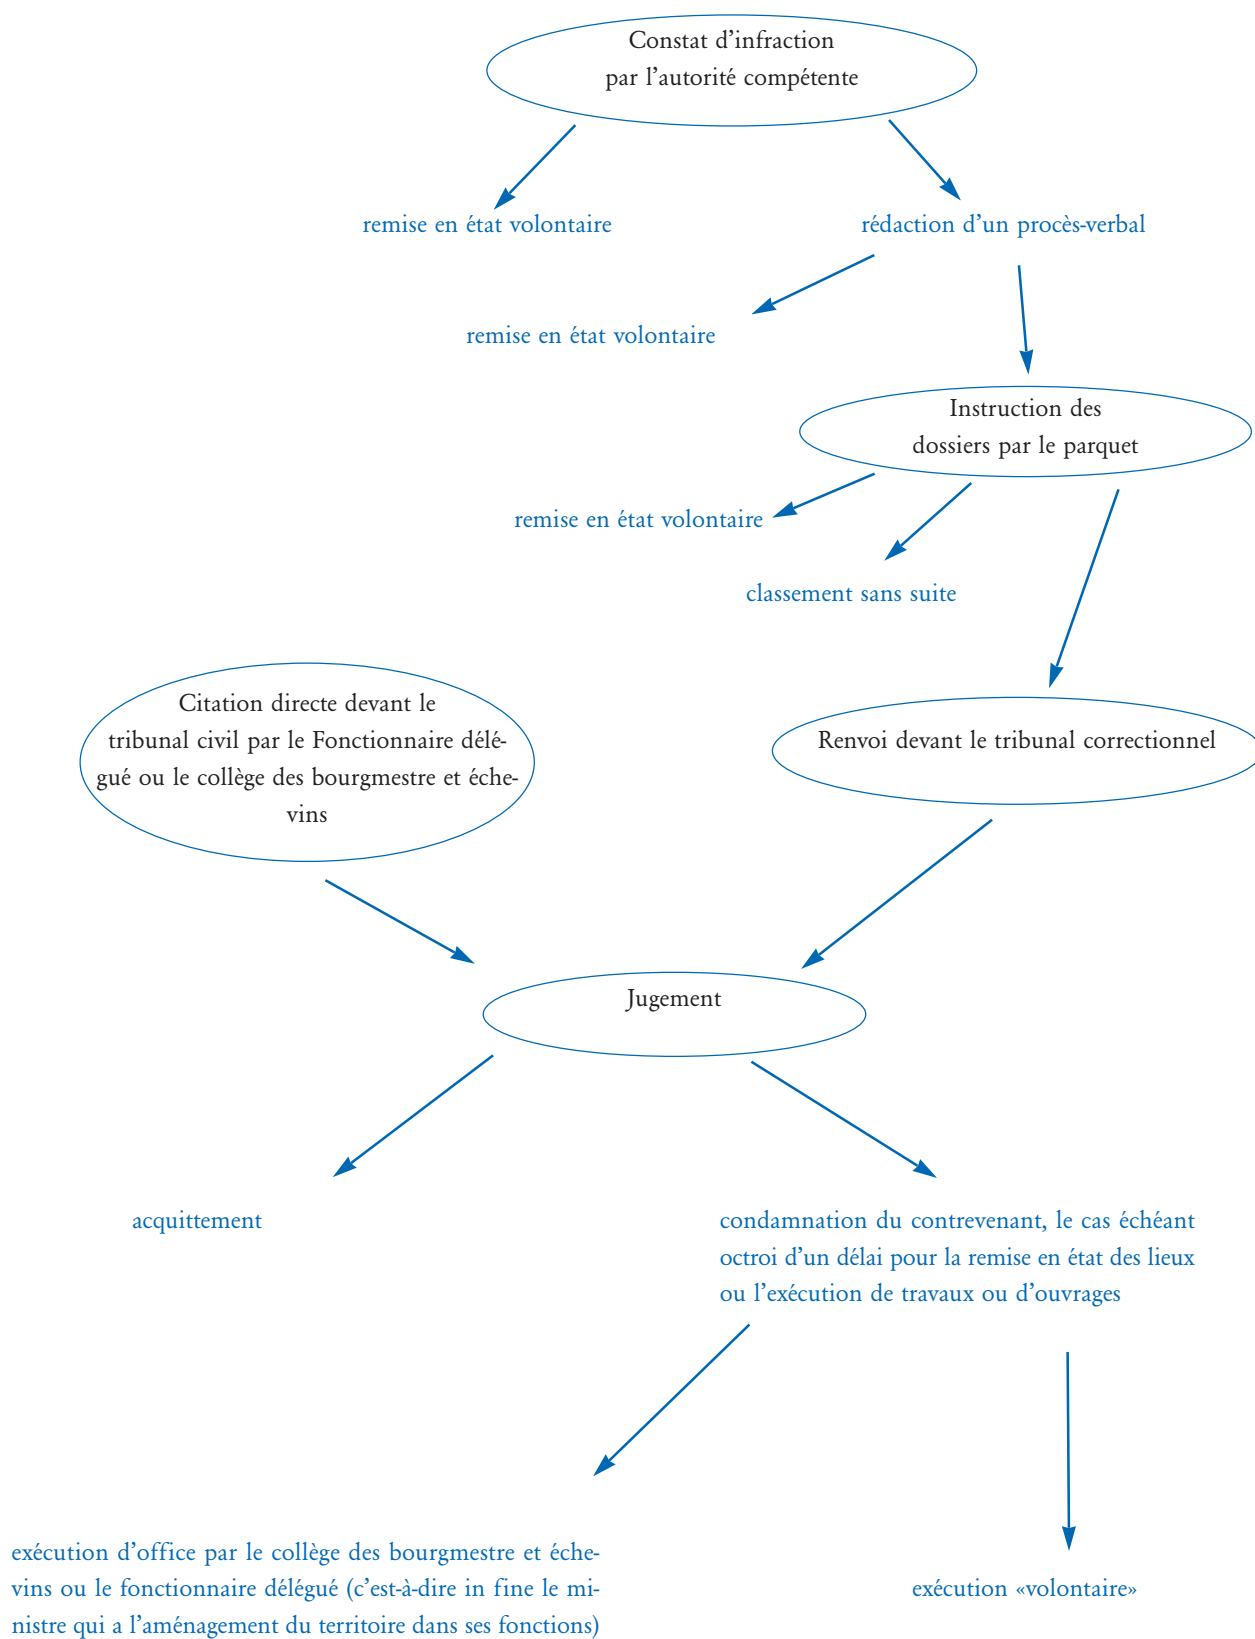 Constat d’infraction
par l’autorité compétente
remise en état volontaire
rédaction d’un procès-verbal
remise en état volontaire
Instruction des
dossiers par le parquet
remise en état volontaire
classement sans suite
Citation directe devant le
tribunal civil par le Fonctionnaire délé-
gué ou le collège des bourgmestre et éche-
vins
Renvoi devant le tribunal correctionnel
Jugement
acquittement
condamnation du contrevenant, le cas échéant
octroi d’un délai pour la remise en état des lieux
ou l’exécution de travaux ou d’ouvrages
exécution d’office par le collège des bourgmestre et éche-
vins ou le fonctionnaire délégué (c’est-à-dire in fine le mi-
nistre qui a l’aménagement du territoire dans ses fonctions)
exécution «volontaire»